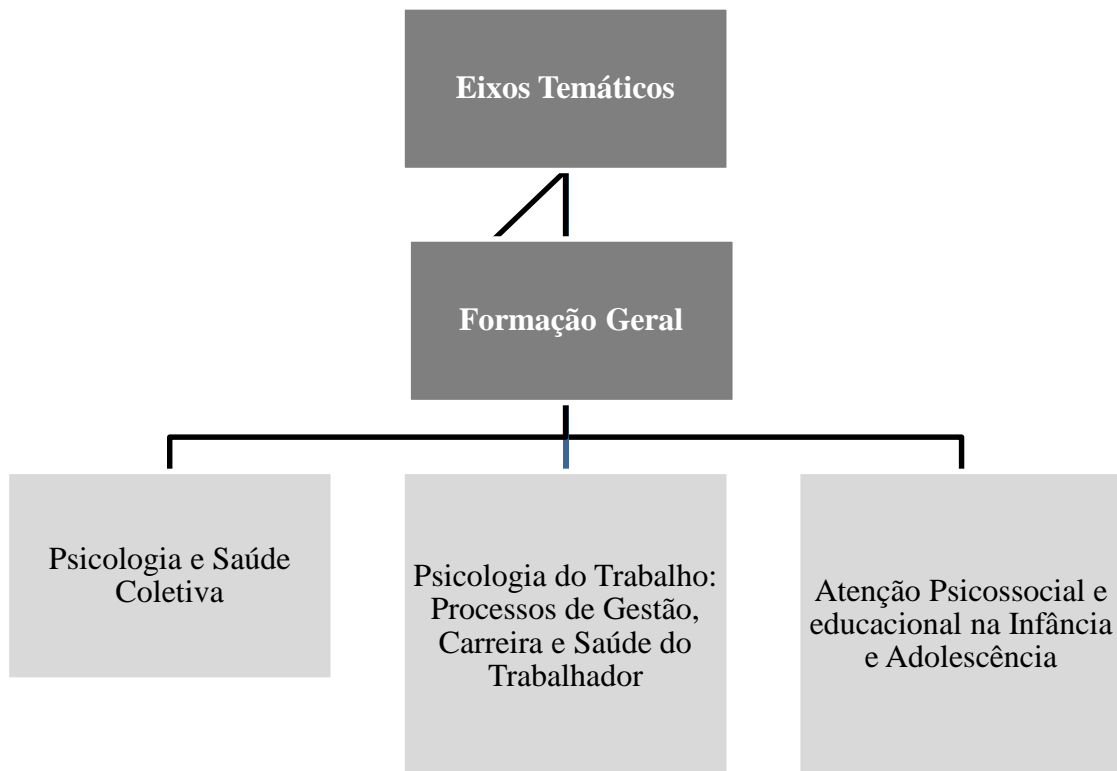 Eixos Temáticos
Formação Geral
Psicologia e Saúde
Coletiva
Psicologia do Trabalho:
Processos de Gestão,
Carreira e Saúde do
Trabalhador
Atenção Psicossocial e
educacional na Infância
e Adolescência